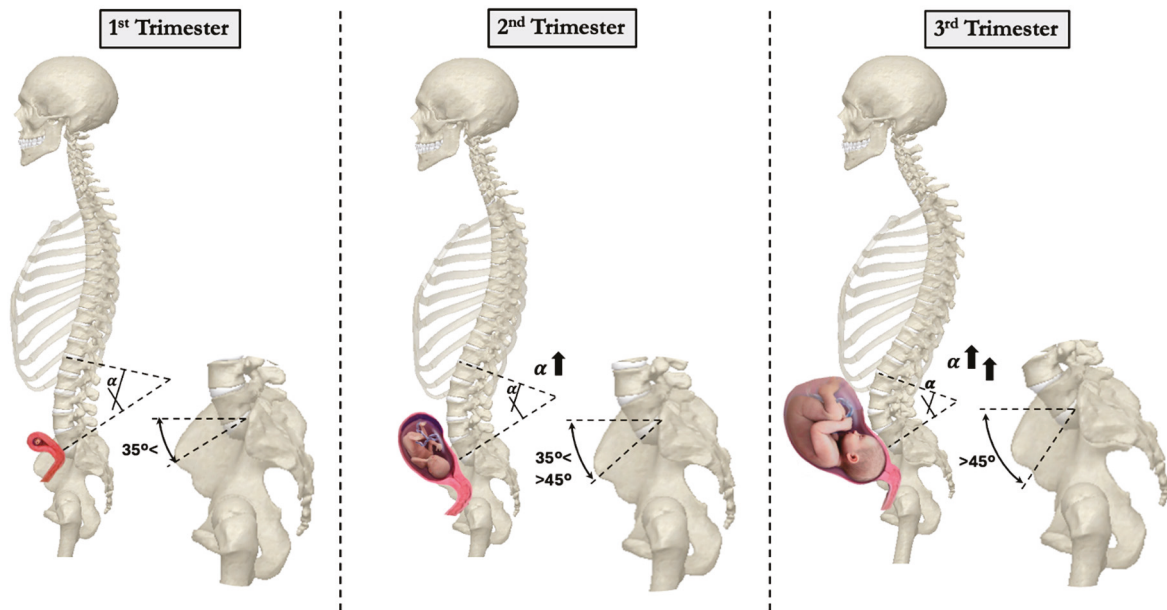 1st Trimester
α
35º<
2nd Trimester
α
α
35º<
>45º
3rd Trimester
α
α
>45º